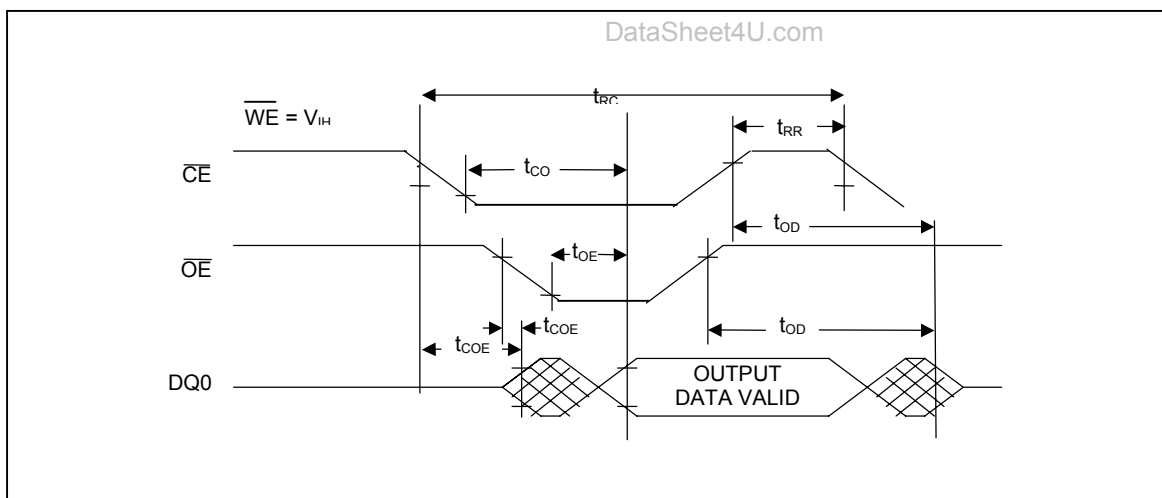 DataSheet4U.com
tRC
WE = VIH
tRR
CE
tCO
tOD
OE
tOE
tCOE
tCOE
tOD
DQ0
OUTPUT
DATA VALID